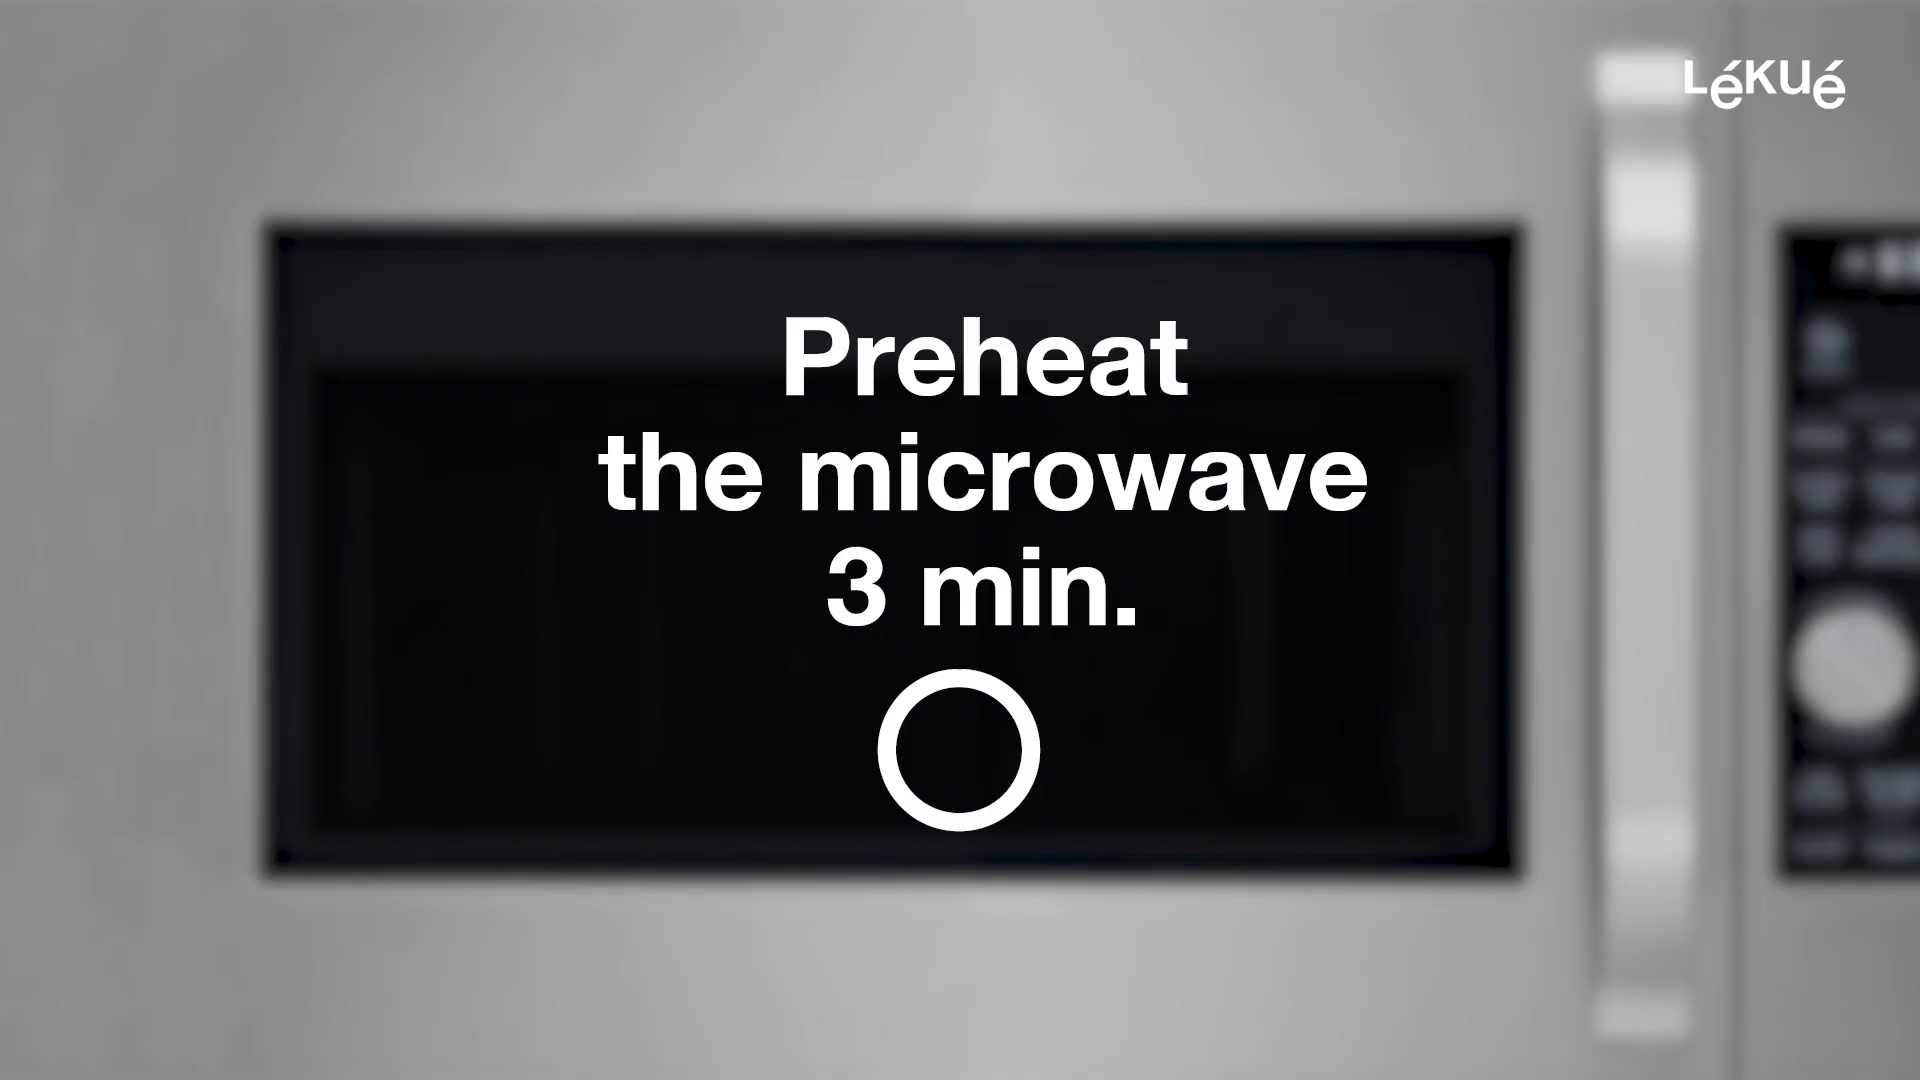 Lékué
Preheat
the microwave
3 min.